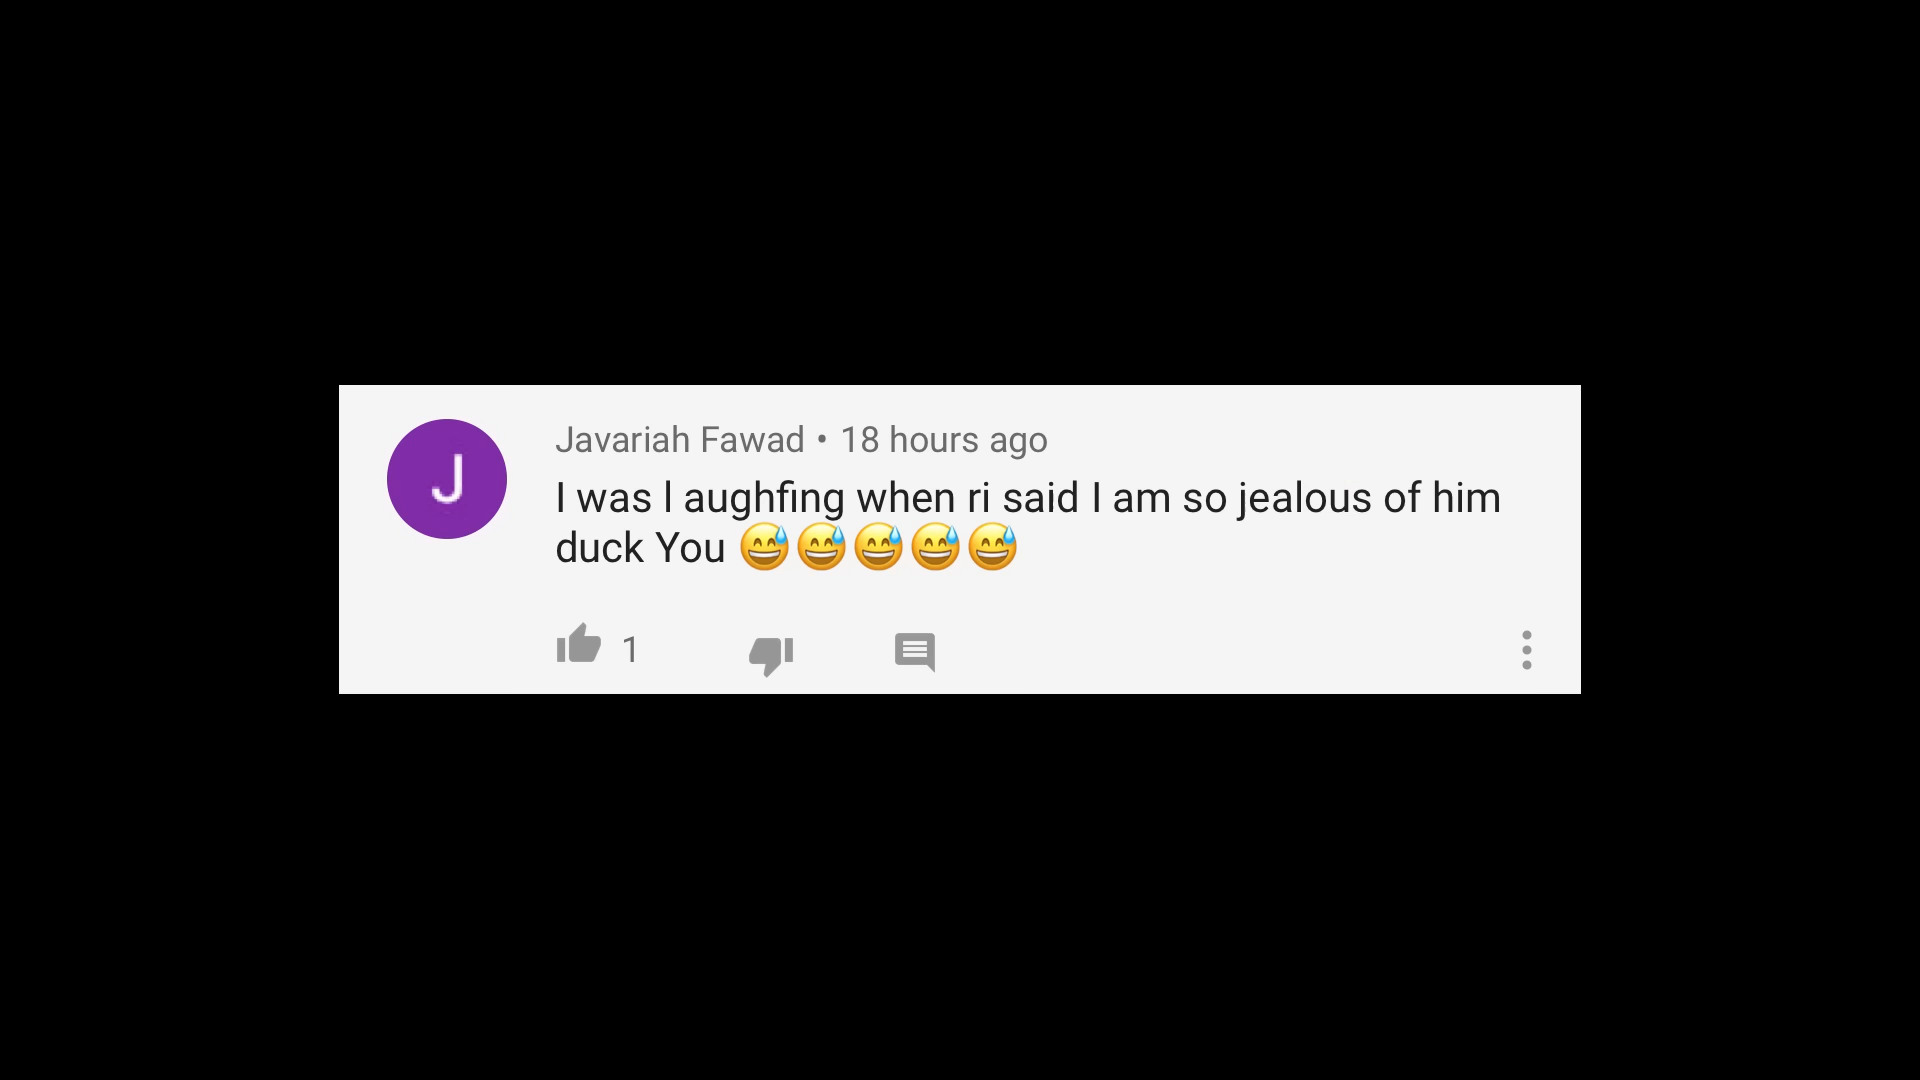 J
Javariah Fawad • 18 hours ago
I was l aughfing when ri said I am so jealous of him
duck You 😅😅😅😅😅
1